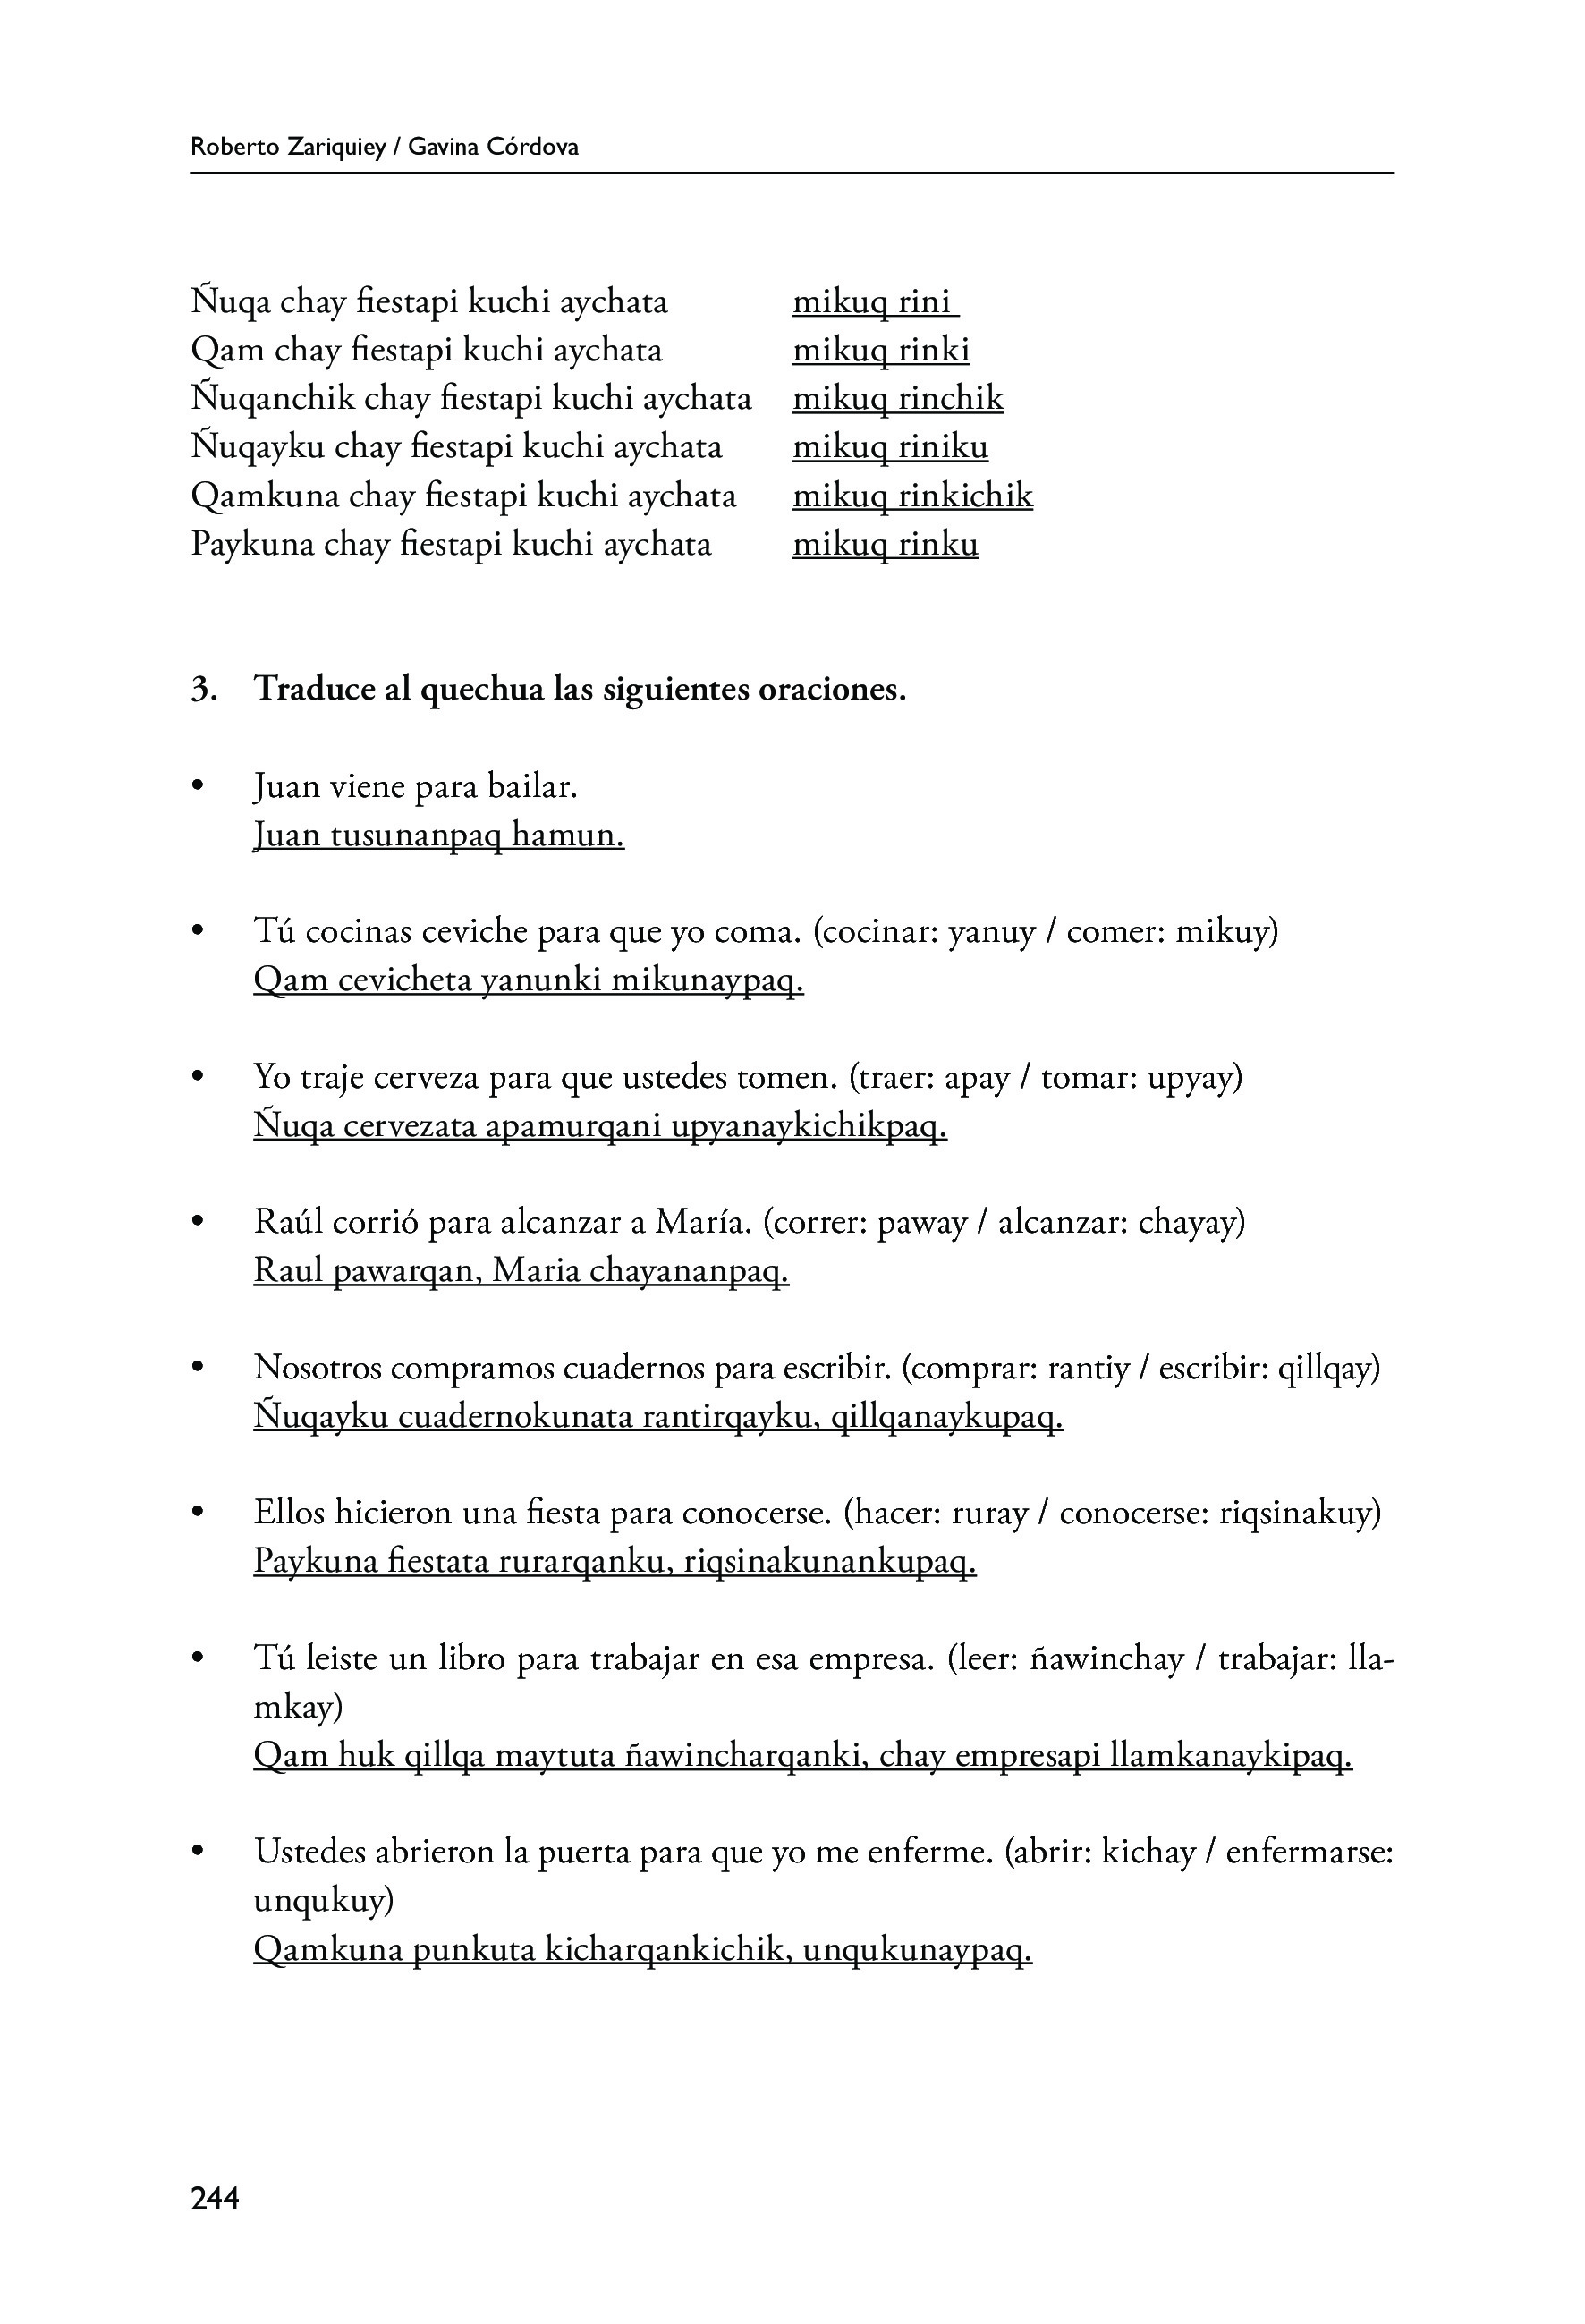 Roberto Zariquiey / Gavina Córdova
Ñuqa chay fiestapi kuchi aychata mikuq rini
Qam chay fiestapi kuchi aychata mikuq rinki
Ñuqanchik chay fiestapi kuchi aychata mikuq rinchik
Ñuqayku chay fiestapi kuchi aychata mikuq riniku
Qamkuna chay fiestapi kuchi aychata mikuq rinkichik
Paykuna chay fiestapi kuchi aychata mikuq rinku
3. Traduce al quechua las siguientes oraciones.
• Juan viene para bailar.
Juan tusunanpaq hamun.
• Tú cocinas ceviche para que yo coma. (cocinar: yanuy / comer: mikuy)
Qam cevicheta yanunki mikunaypaq.
• Yo traje cerveza para que ustedes tomen. (traer: apay / tomar: upyay)
Ñuqa cervezata apamurqani upyanaykichikpaq.
• Raúl corrió para alcanzar a María. (correr: paway / alcanzar: chayay)
Raul pawarqan, Maria chayananpaq.
• Nosotros compramos cuadernos para escribir. (comprar: rantiy / escribir: qillqay)
Ñuqayku cuadernokunata rantirqayku, qillqanaykupaq.
• Ellos hicieron una fiesta para conocerse. (hacer: ruray / conocerse: riqsinakuy)
Paykuna fiestata rurarqanku, riqsinakunankupaq.
• Tú leiste un libro para trabajar en esa empresa. (leer: ñawinchay / trabajar: lla-
mkay)
Qam huk qillqa maytuta ñawincharqanki, chay empresapi llamkanaykipaq.
• Ustedes abrieron la puerta para que yo me enferme. (abrir: kichay / enfermarse:
unqukuy)
Qamkuna punkuta kicharqankichik, unqukunaypaq.
244